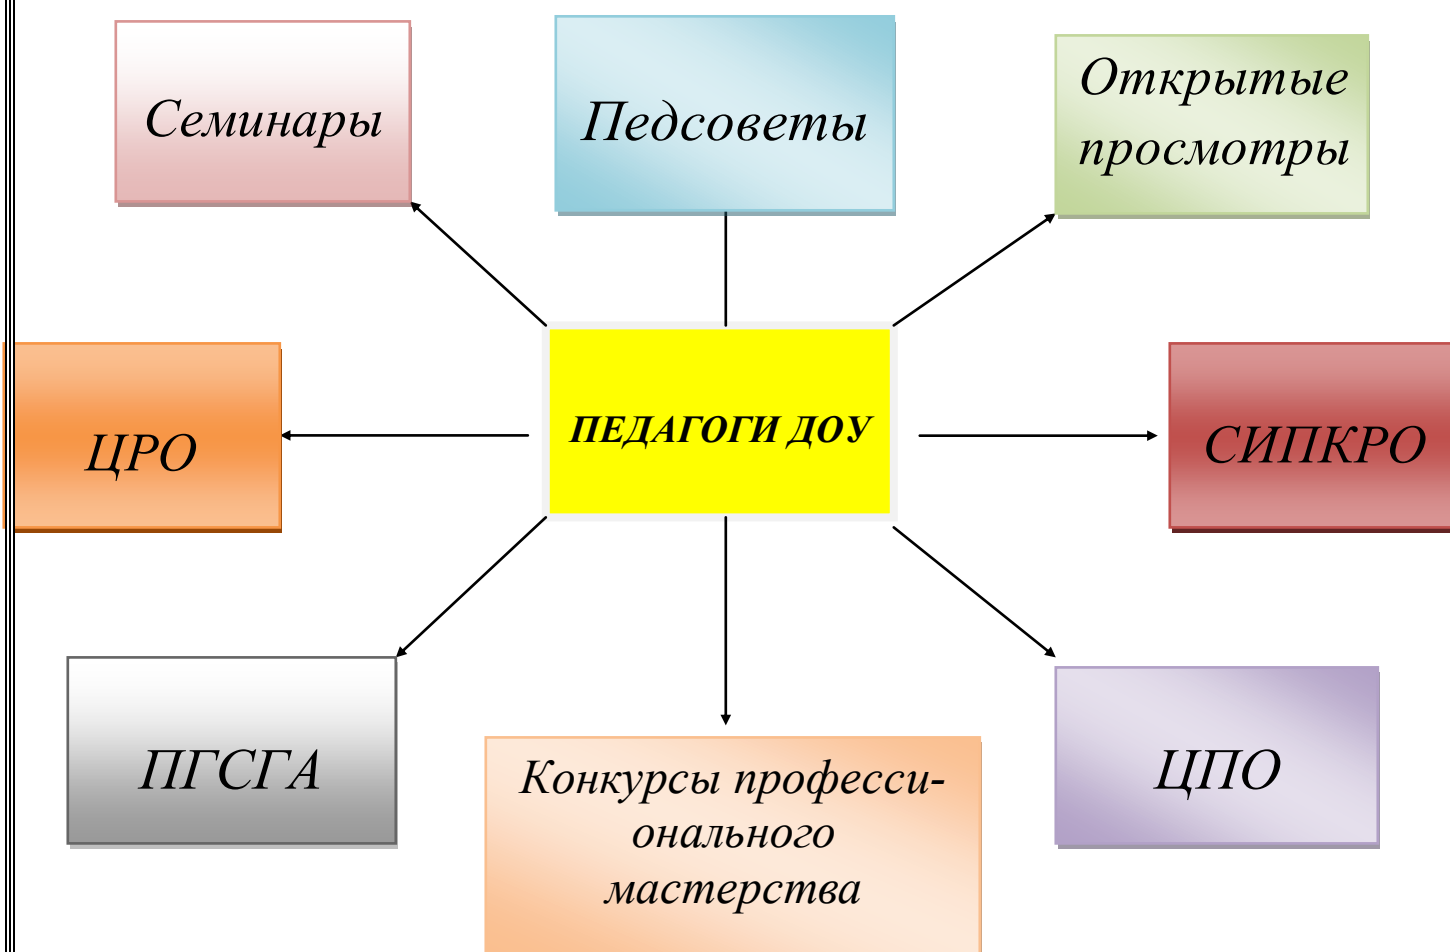 Семинары
Педсоветы
Открытые
просмотры
ЦРО
ПЕДАГОГИ ДОУ
СИПКРО
ПГСГА
Конкурсы професси-
онального
мастерства
ЦПО